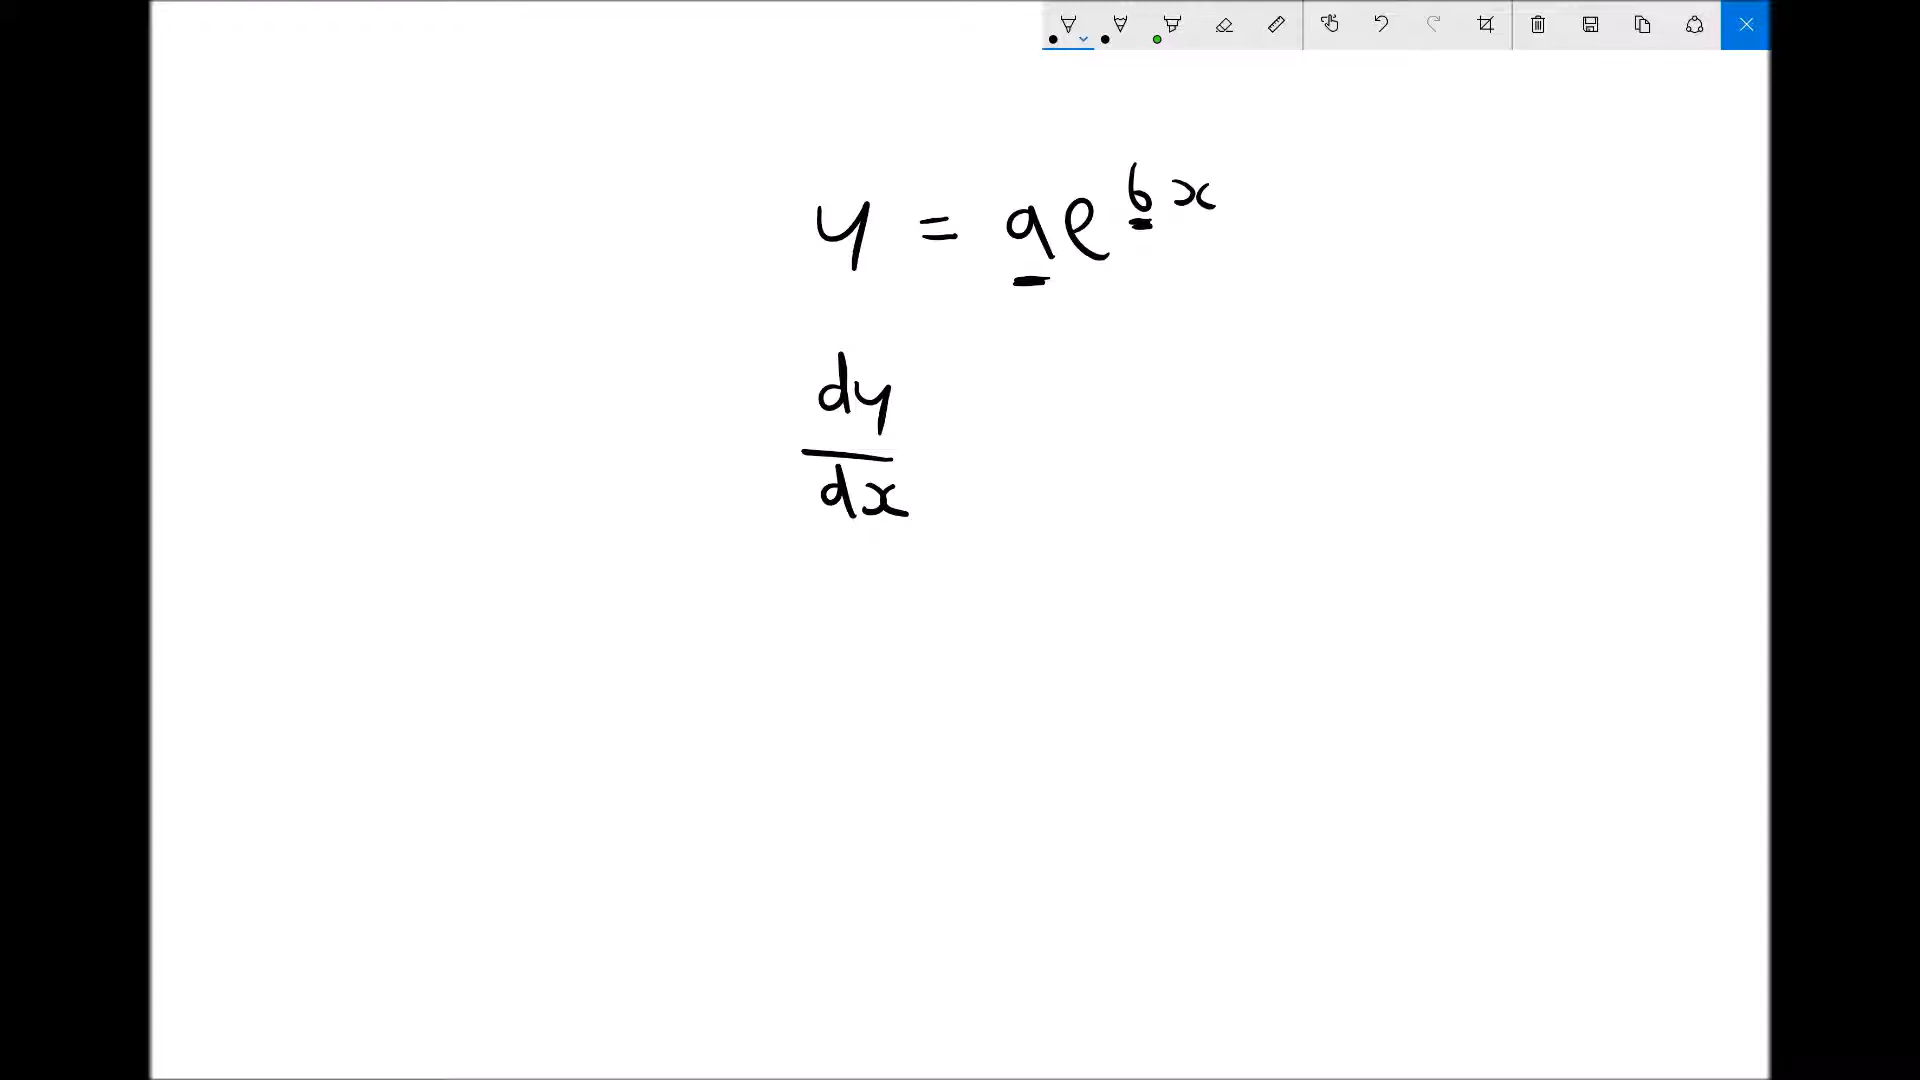 y = ae^{bx}
dy
dx